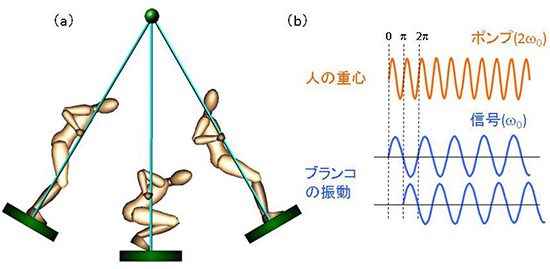 (a)
(b)
0 π 2π
ポンプ(2ω₀)
人の重心
信号(ω₀)
ブランコ
の振動